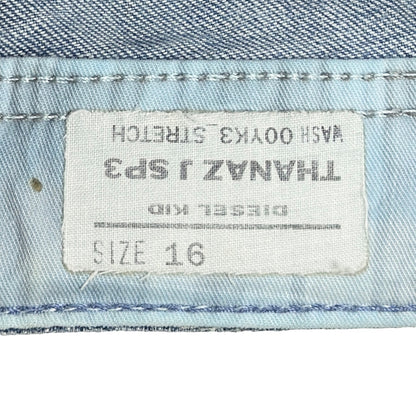 WASH 00YK3_STRETCH
THANAZ J SP3
DIESEL KID
SIZE 16